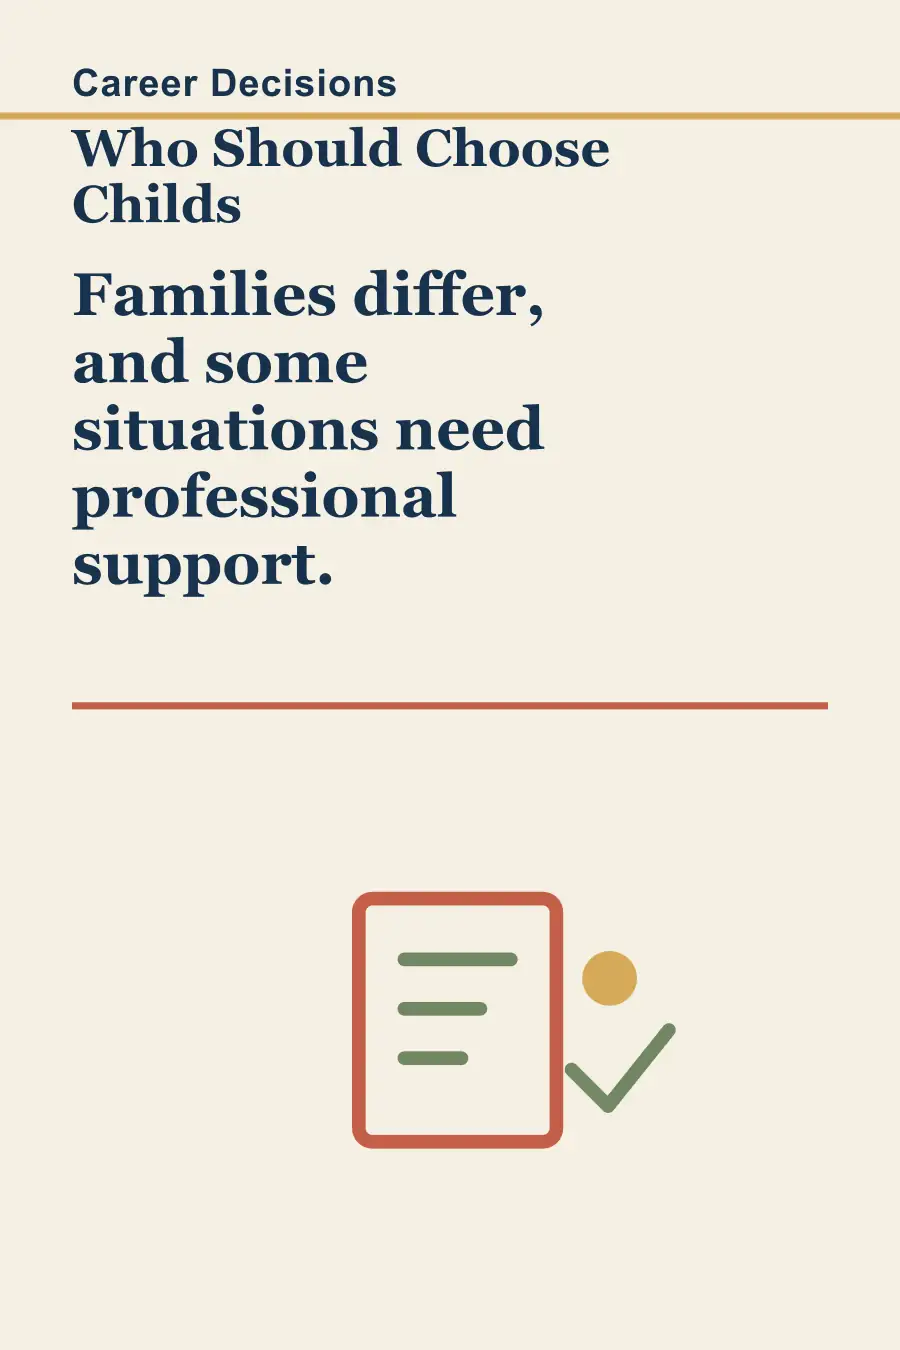 Career Decisions
Who Should Choose
Childs
Families differ,
and some
situations need
professional
support.